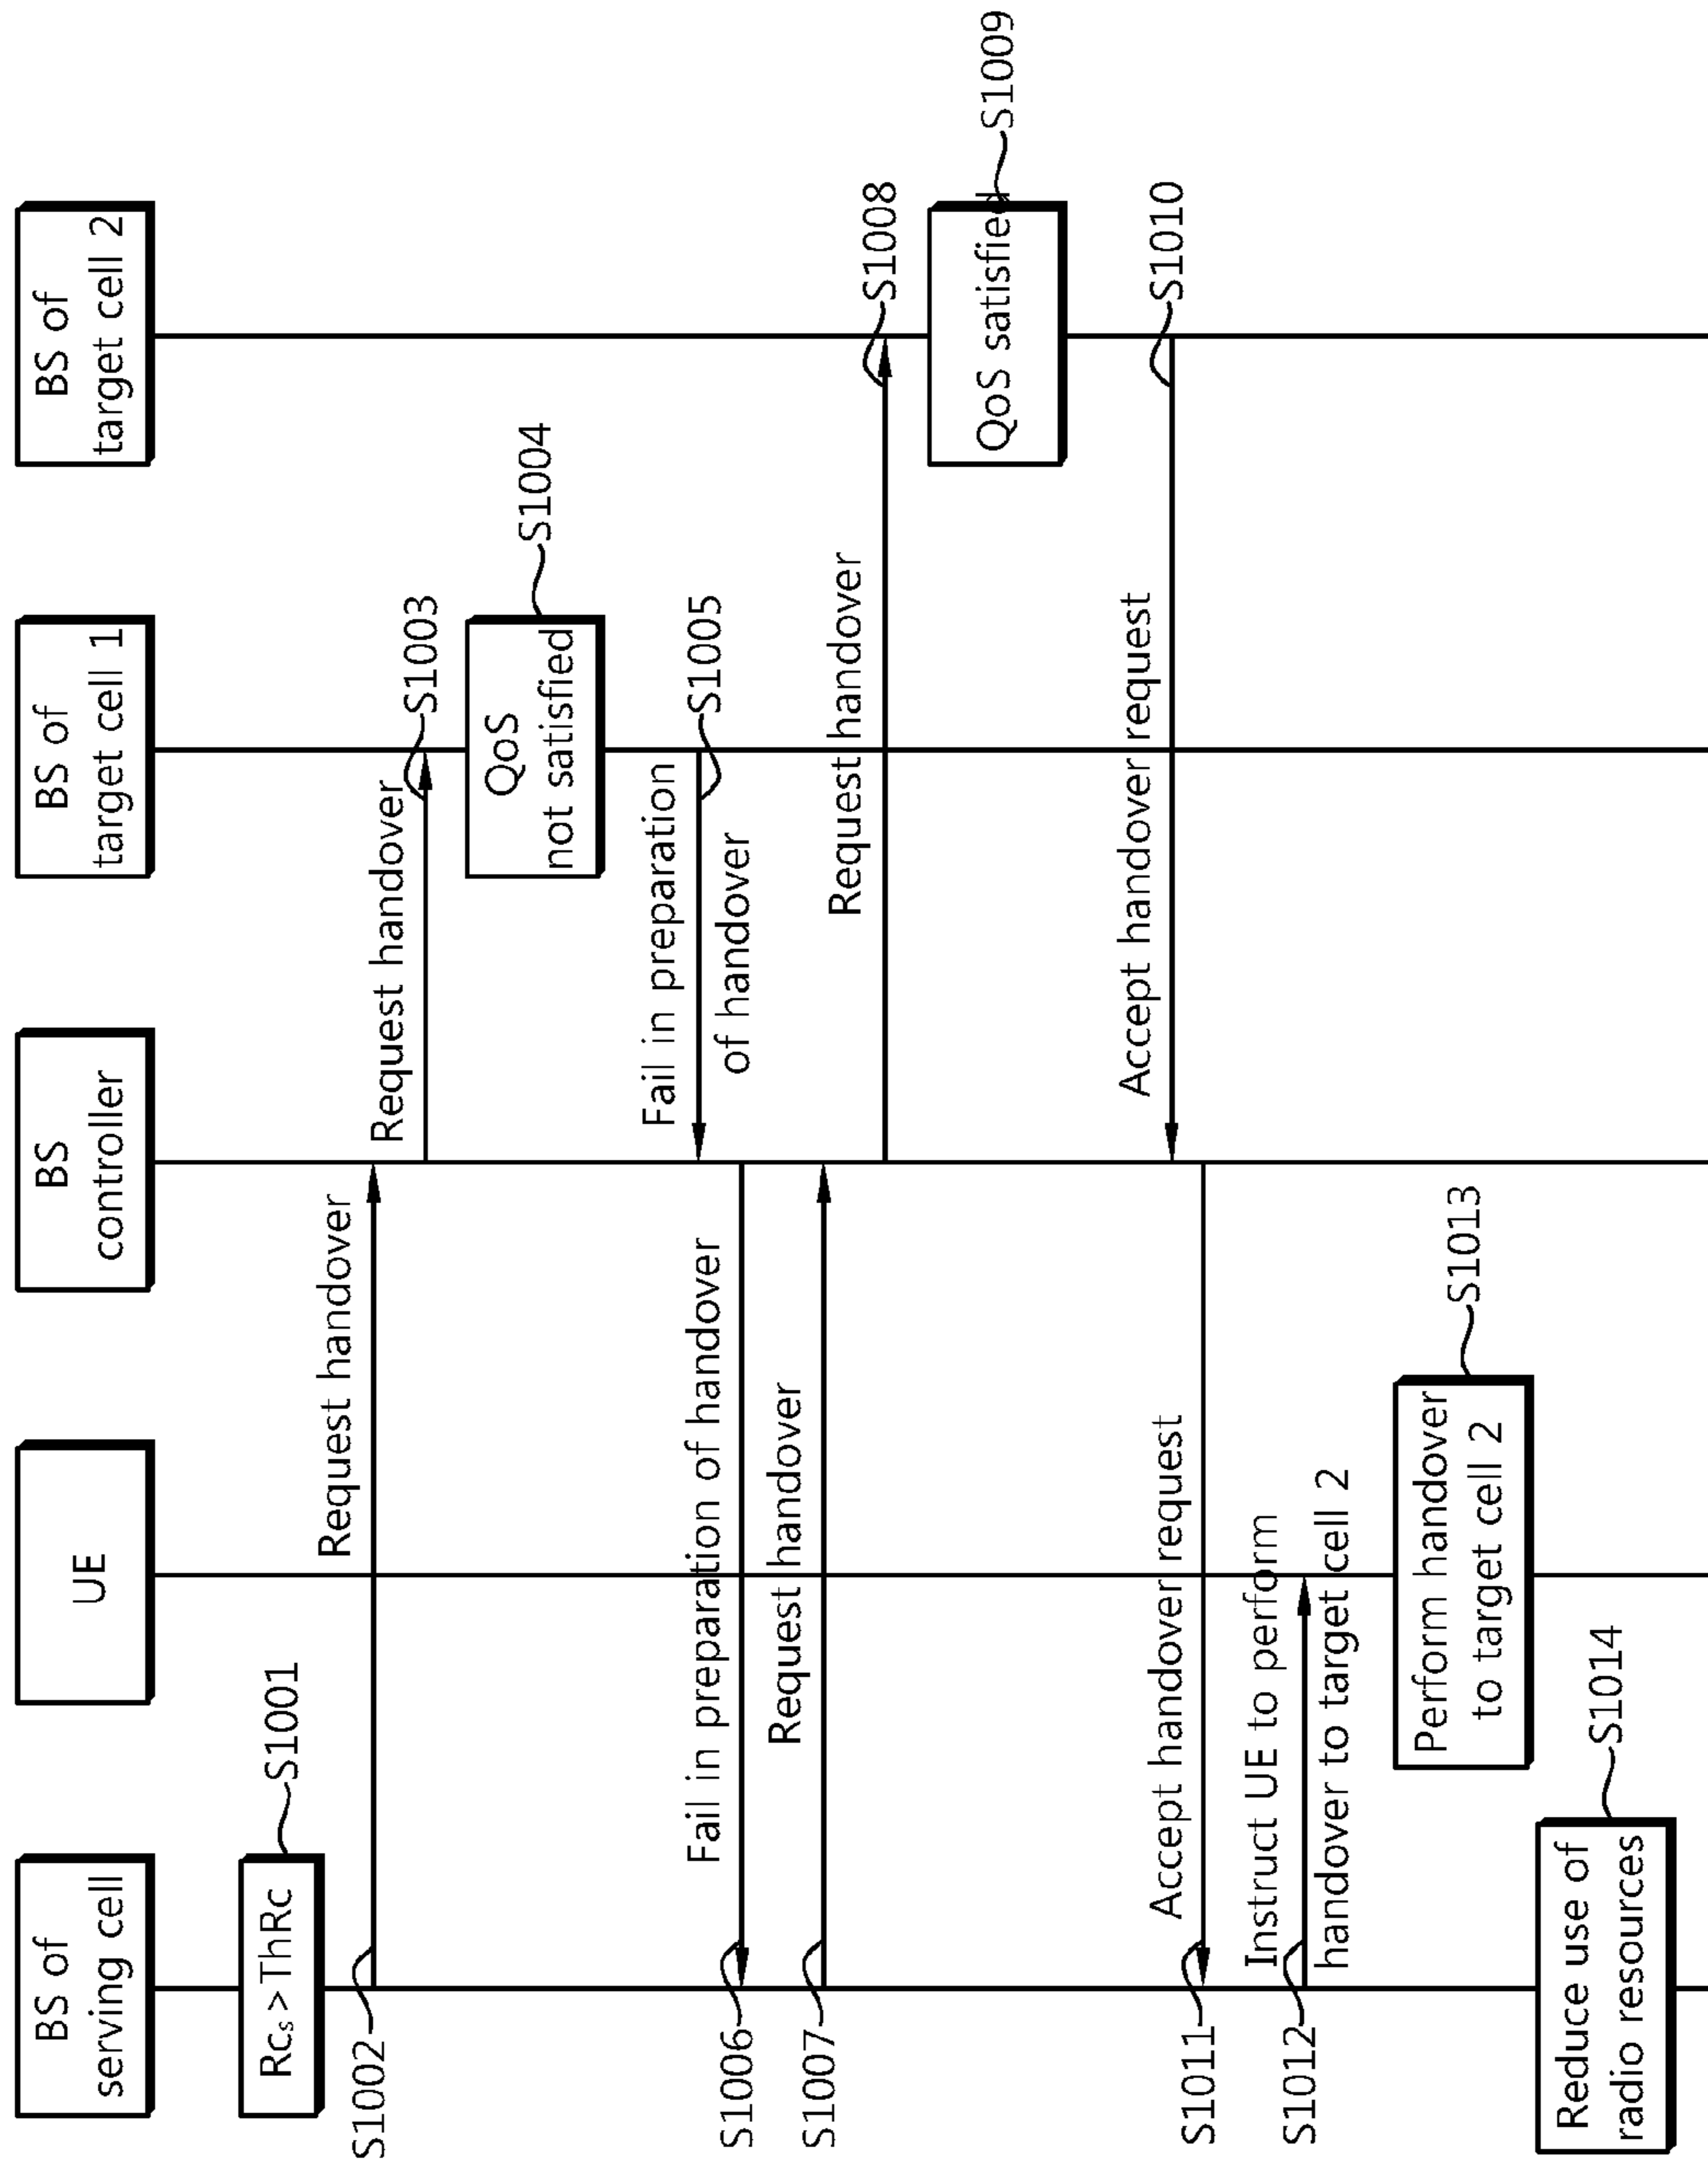 BS of
serving cell
UE
BS
controller
BS of
target cell 1
BS of
target cell 2
Rcₛ > ThRc
S1001
Request handover
S1002
Request handover
S1003
QoS
not satisfied
S1004
Fail in preparation
of handover
S1005
Fail in preparation of handover
S1006
Request handover
S1007
Request handover
S1008
QoS satisfied
S1009
Accept handover request
S1010
Accept handover request
S1011
Instruct UE to perform
handover to target cell 2
S1012
Perform handover
to target cell 2
S1013
Reduce use of
radio resources
S1014